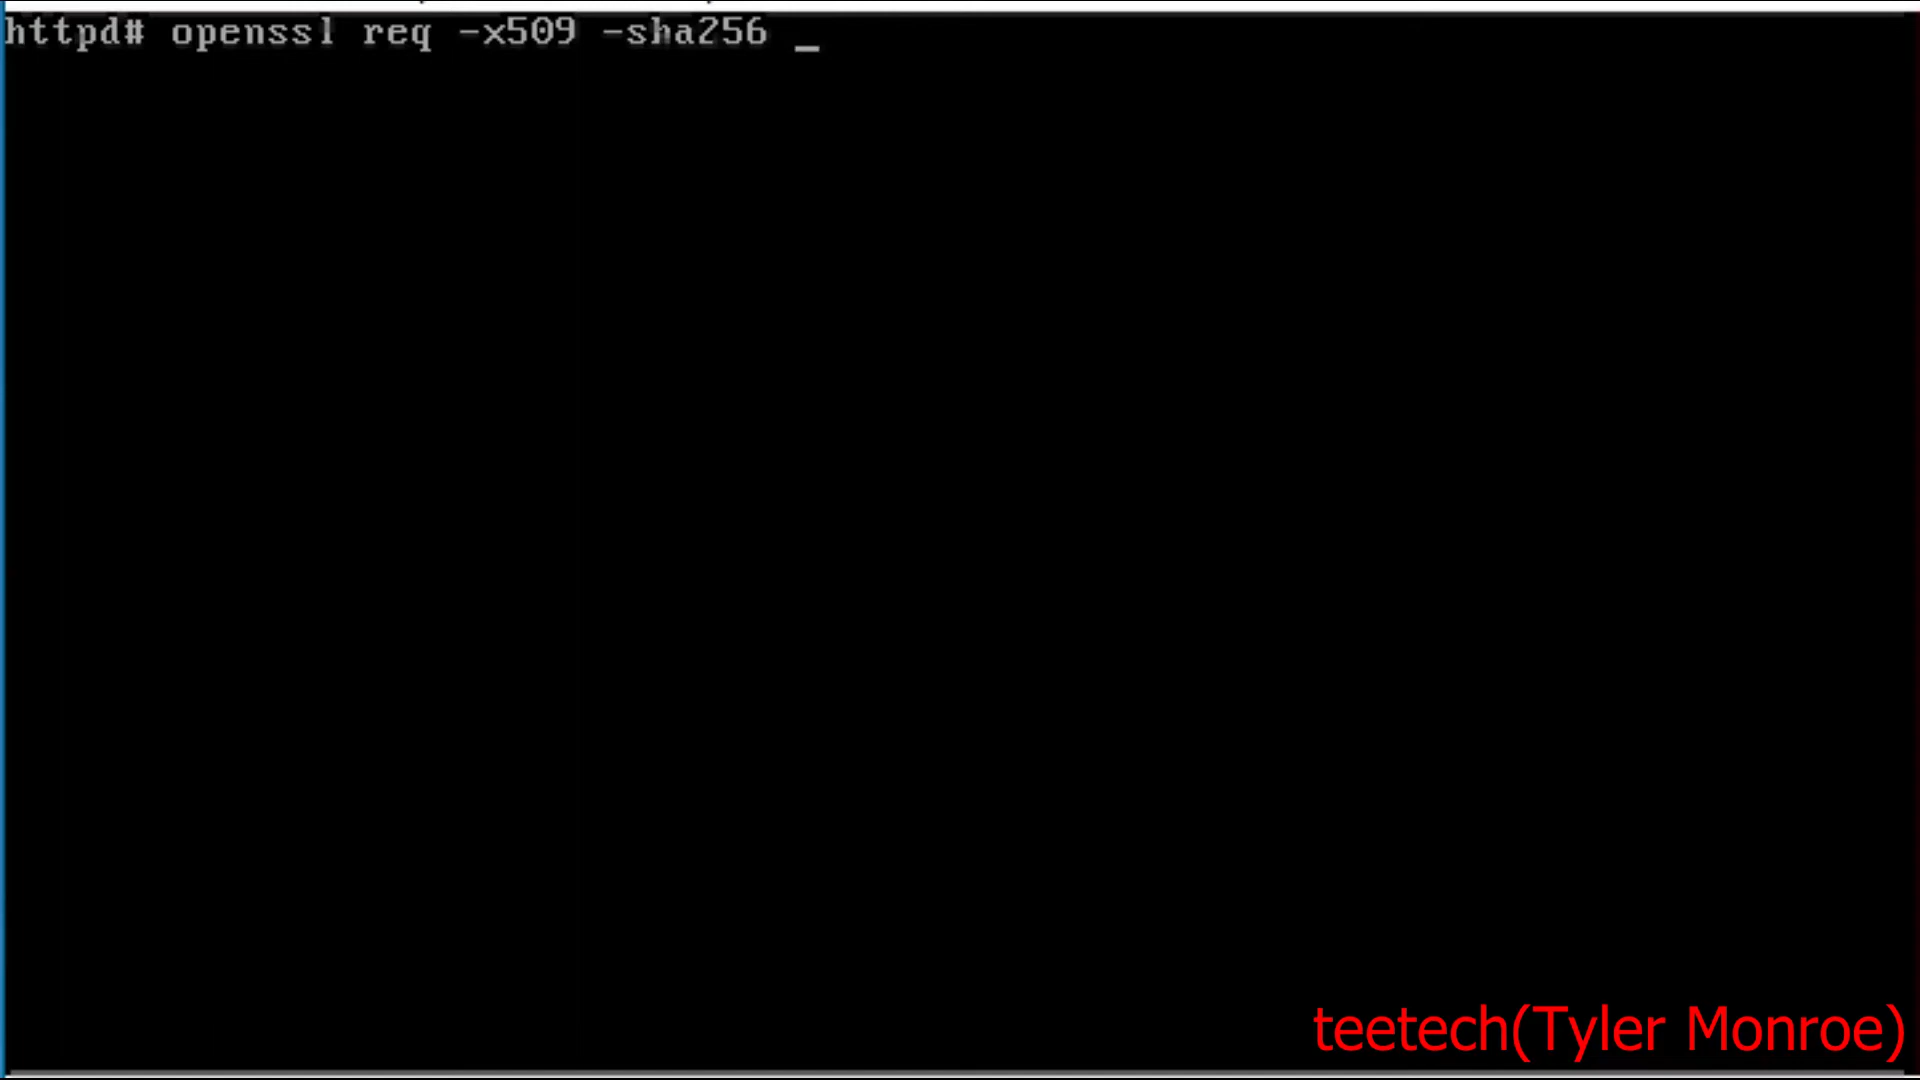 httpd# openssl req -x509 -sha256 _
teetech(Tyler Monroe)